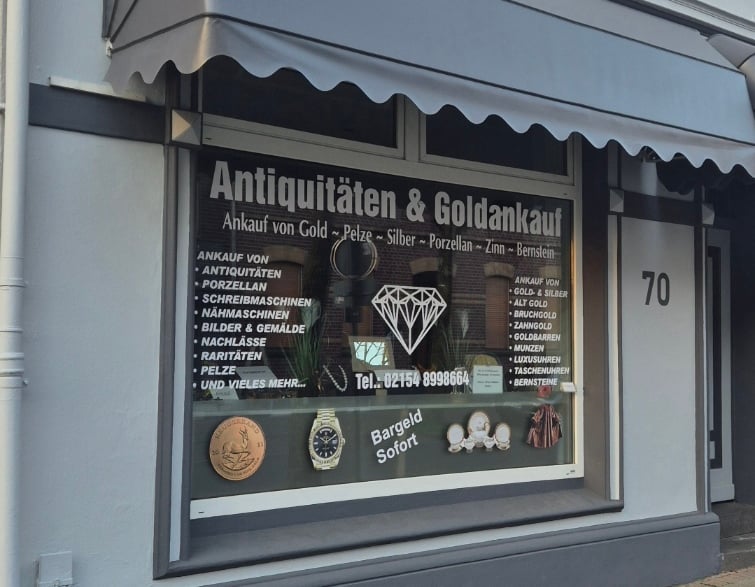 Antiquitäten & Goldankauf
Ankauf von Gold ~ Pelze ~ Silber ~ Porzellan ~ Zinn ~ Bernstein
ANKAUF VON
• ANTIQUITÄTEN
• PORZELLAN
• SCHREIBMASCHINEN
• NÄHMASCHINEN
• BILDER & GEMÄLDE
• NACHLÄSSE
• RARITÄTEN
• PELZE
• UND VIELES MEHR...
ANKAUF VON
• GOLD- & SILBER
• ALT GOLD
• BRUCHGOLD
• ZAHNGOLD
• GOLDBARREN
• MUNZEN
• LUXUSUHREN
• TASCHENUHREN
• BERNSTEINE
Tel.: 02154 8998664
Bargeld
Sofort
KRUGERRAND
70